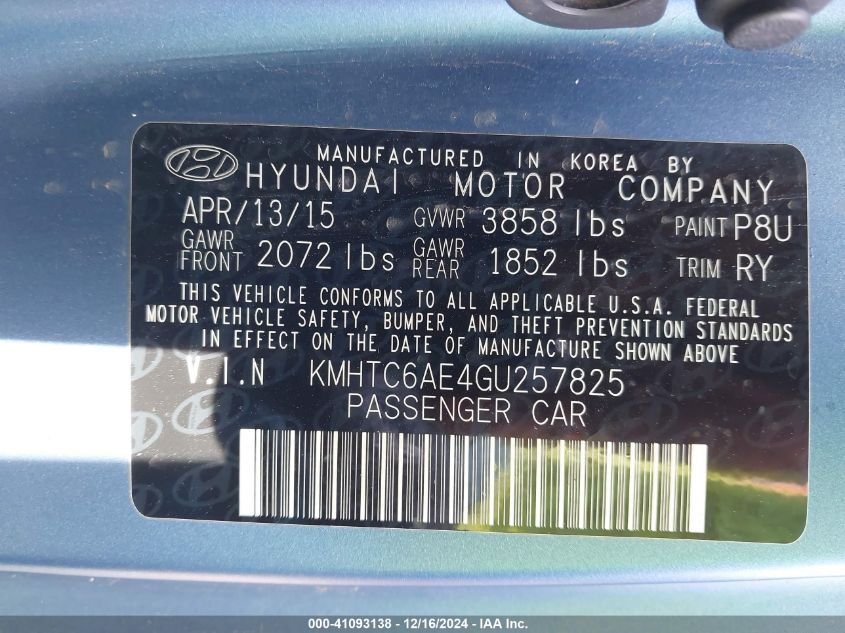 MANUFACTURED IN KOREA BY
HYUNDAI MOTOR COMPANY
APR/13/15 GVWR 3858 lbs PAINT P8U
GAWR FRONT 2072 lbs GAWR REAR 1852 lbs TRIM RY
THIS VEHICLE CONFORMS TO ALL APPLICABLE U.S.A. FEDERAL
MOTOR VEHICLE SAFETY, BUMPER, AND THEFT PREVENTION STANDARDS
IN EFFECT ON THE DATE OF MANUFACTURE SHOWN ABOVE
V.I.N KMHTC6AE4GU257825
PASSENGER CAR
000-41093138 - 12/16/2024 - IAA Inc.